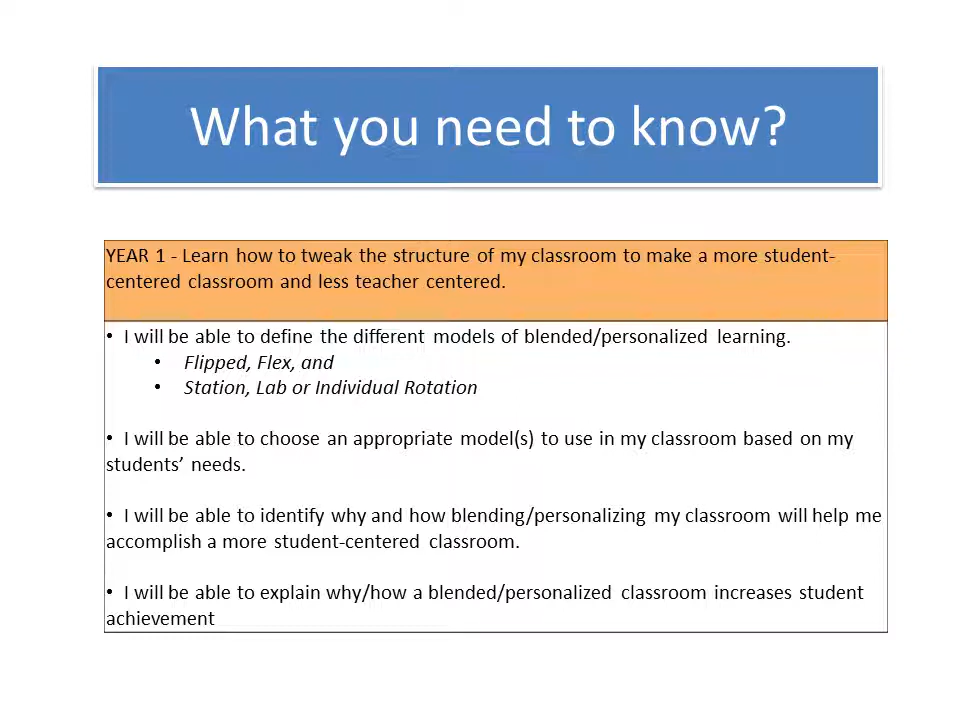 What you need to know?
YEAR 1 - Learn how to tweak the structure of my classroom to make a more student-
centered classroom and less teacher centered.
• I will be able to define the different models of blended/personalized learning.
• Flipped, Flex, and
• Station, Lab or Individual Rotation
• I will be able to choose an appropriate model(s) to use in my classroom based on my
students’ needs.
• I will be able to identify why and how blending/personalizing my classroom will help me
accomplish a more student-centered classroom.
• I will be able to explain why/how a blended/personalized classroom increases student
achievement